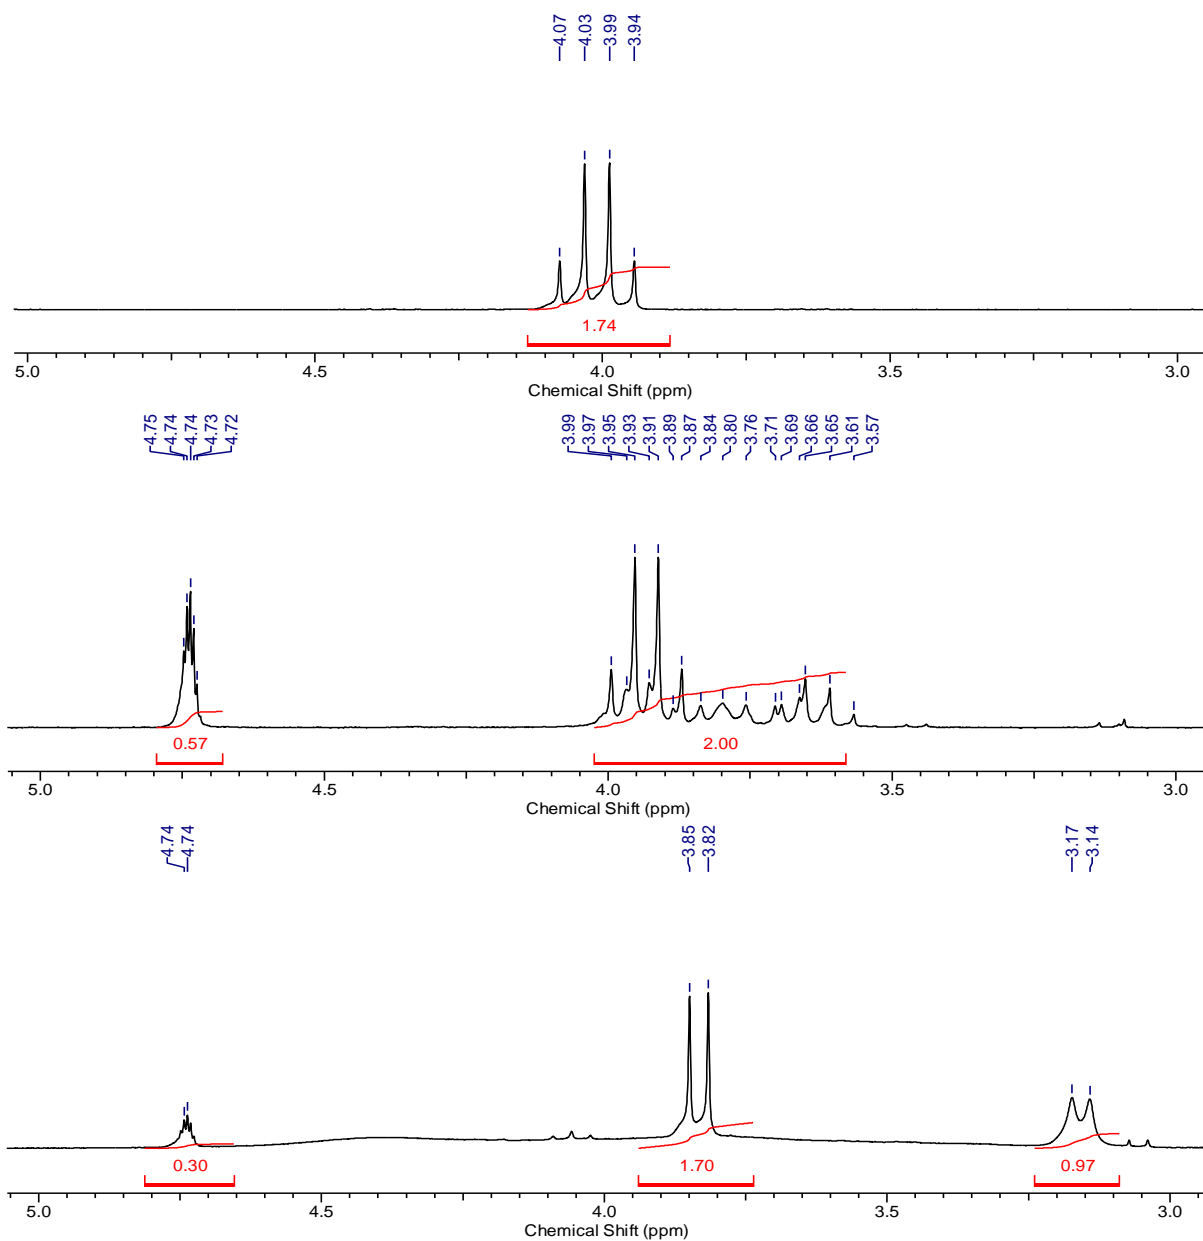 4.07 4.03 3.99 3.94
1.74
5.0 4.5 4.0 3.5 3.0
Chemical Shift (ppm)
4.75 4.74 4.74 4.73 4.72 3.99 3.97 3.95 3.93 3.91 3.89 3.87 3.84 3.80 3.76 3.71 3.69 3.66 3.65 3.61 3.57
0.57 2.00
5.0 4.5 4.0 3.5 3.0
Chemical Shift (ppm)
4.74 4.74 3.85 3.82 3.17 3.14
0.30 1.70 0.97
5.0 4.5 4.0 3.5 3.0
Chemical Shift (ppm)